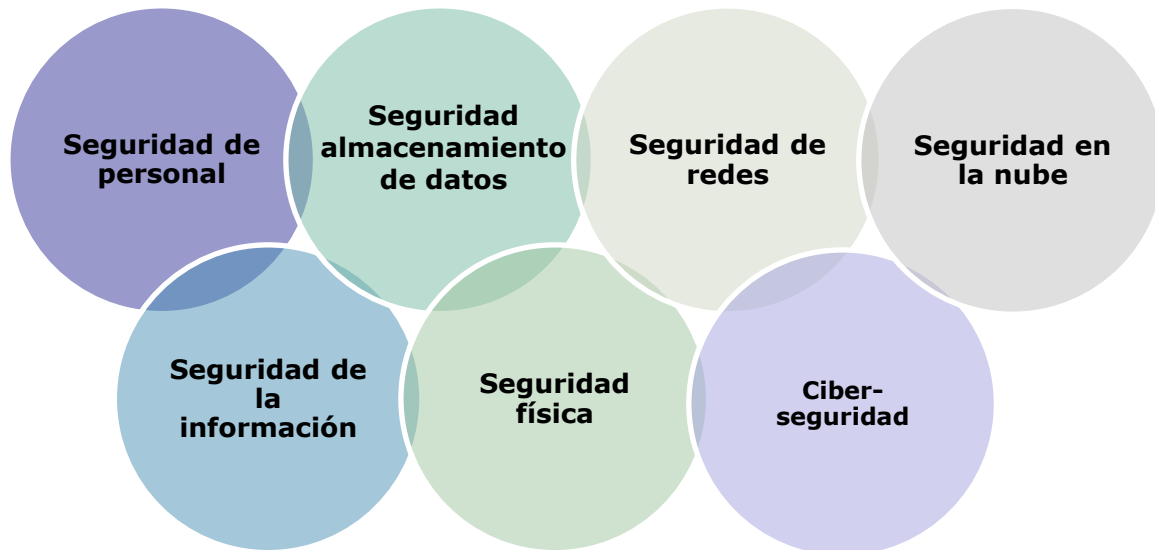 Seguridad de
personal
Seguridad
almacenamiento
de datos
Seguridad de
redes
Seguridad en
la nube
Seguridad de
la
información
Seguridad
física
Ciber-
seguridad